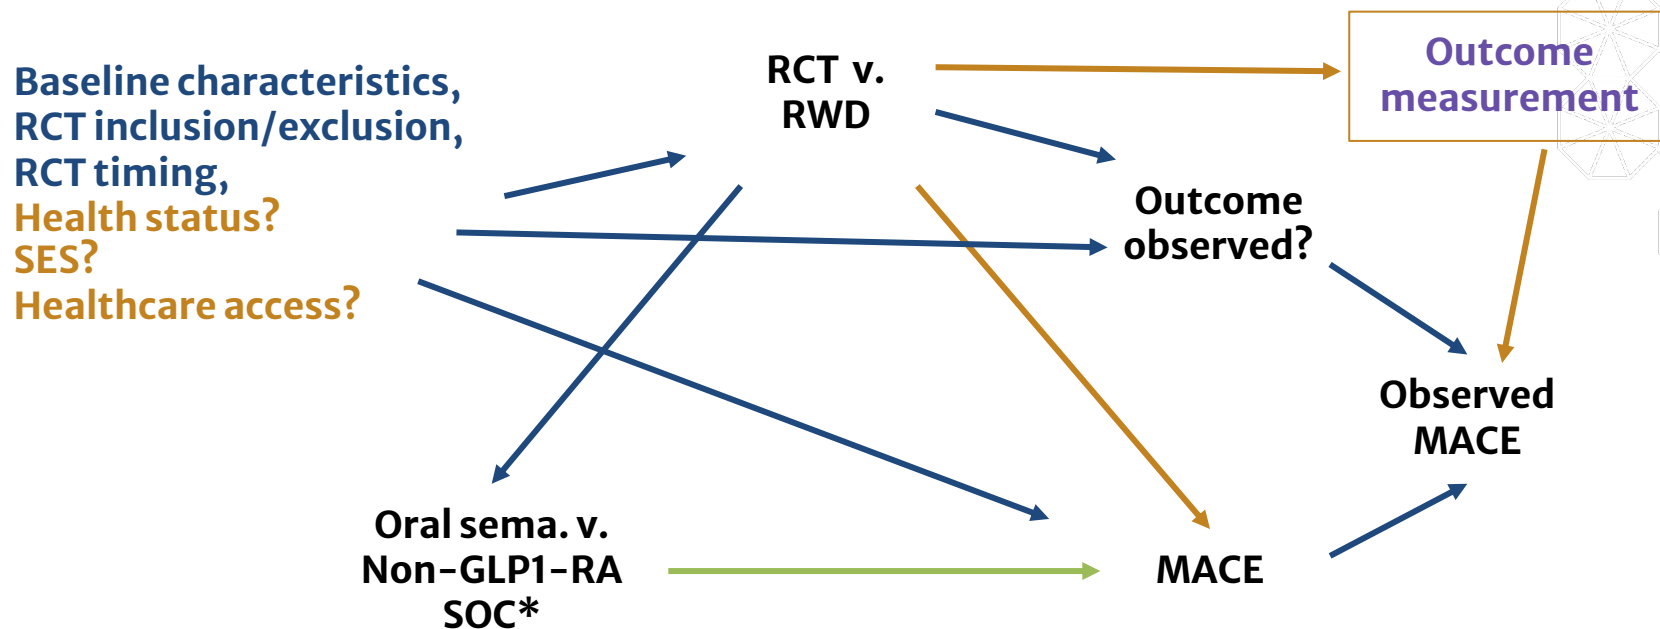 Baseline characteristics,
RCT inclusion/exclusion,
RCT timing,
Health status?
SES?
Healthcare access?
RCT v.
RWD
Outcome
measurement
Outcome
observed?
Observed
MACE
Oral sema. v.
Non-GLP1-RA
SOC*
MACE